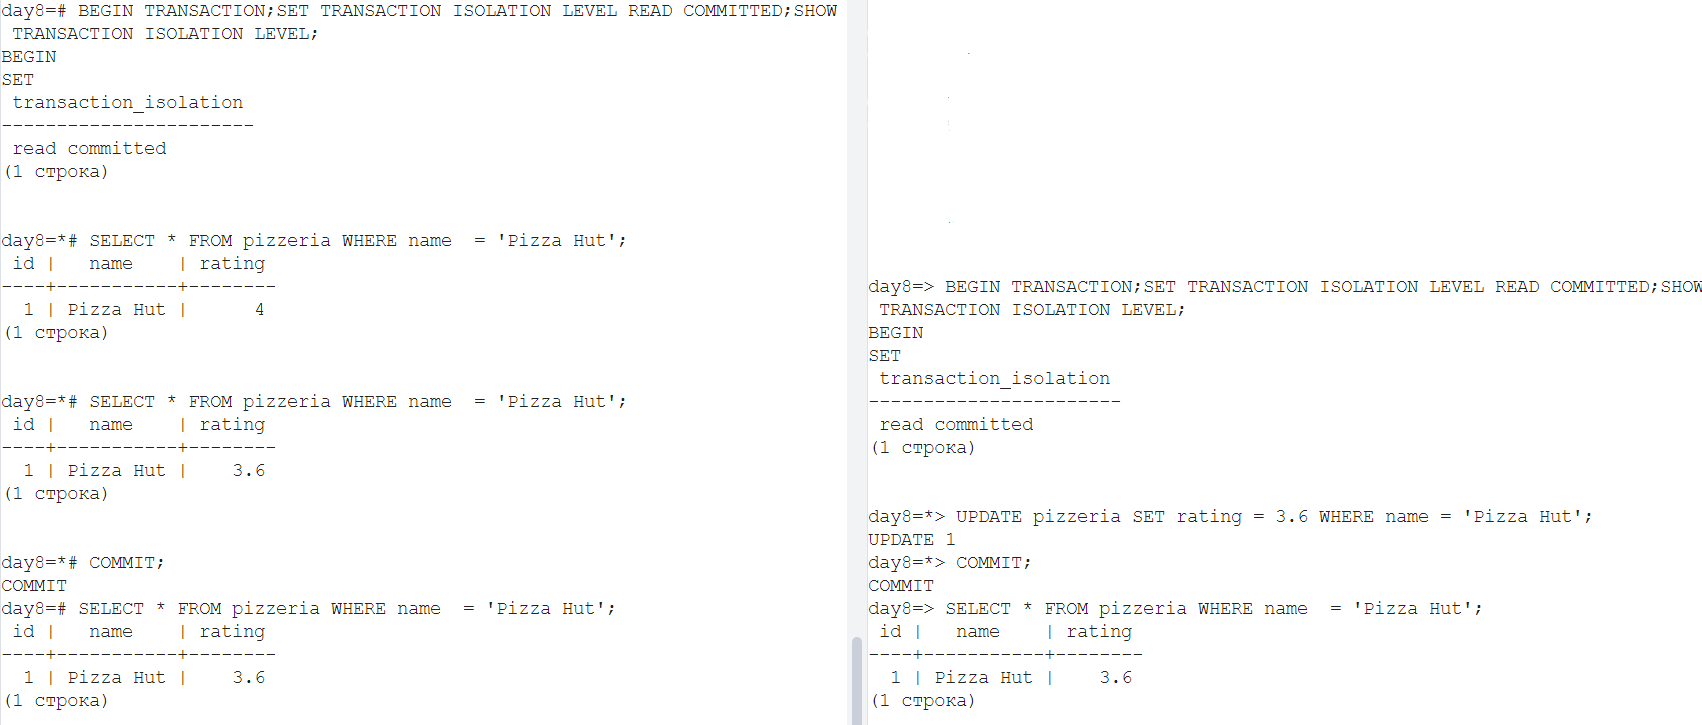 day8=# BEGIN TRANSACTION;SET TRANSACTION ISOLATION LEVEL READ COMMITTED;SHOW
 TRANSACTION ISOLATION LEVEL;
BEGIN
SET
 transaction_isolation
-----------------------
 read committed
(1 строка)
day8=*# SELECT * FROM pizzeria WHERE name  = 'Pizza Hut';
 id |   name    | rating
----+-----------+--------
  1 | Pizza Hut |      4
(1 строка)
day8=*# SELECT * FROM pizzeria WHERE name  = 'Pizza Hut';
 id |   name    | rating
----+-----------+--------
  1 | Pizza Hut |    3.6
(1 строка)
day8=*# COMMIT;
COMMIT
day8=# SELECT * FROM pizzeria WHERE name  = 'Pizza Hut';
 id |   name    | rating
----+-----------+--------
  1 | Pizza Hut |    3.6
(1 строка)
day8=> BEGIN TRANSACTION;SET TRANSACTION ISOLATION LEVEL READ COMMITTED;SHOW
 TRANSACTION ISOLATION LEVEL;
BEGIN
SET
 transaction_isolation
-----------------------
 read committed
(1 строка)
day8=*> UPDATE pizzeria SET rating = 3.6 WHERE name = 'Pizza Hut';
UPDATE 1
day8=*> COMMIT;
COMMIT
day8=> SELECT * FROM pizzeria WHERE name  = 'Pizza Hut';
 id |   name    | rating
----+-----------+--------
  1 | Pizza Hut |    3.6
(1 строка)